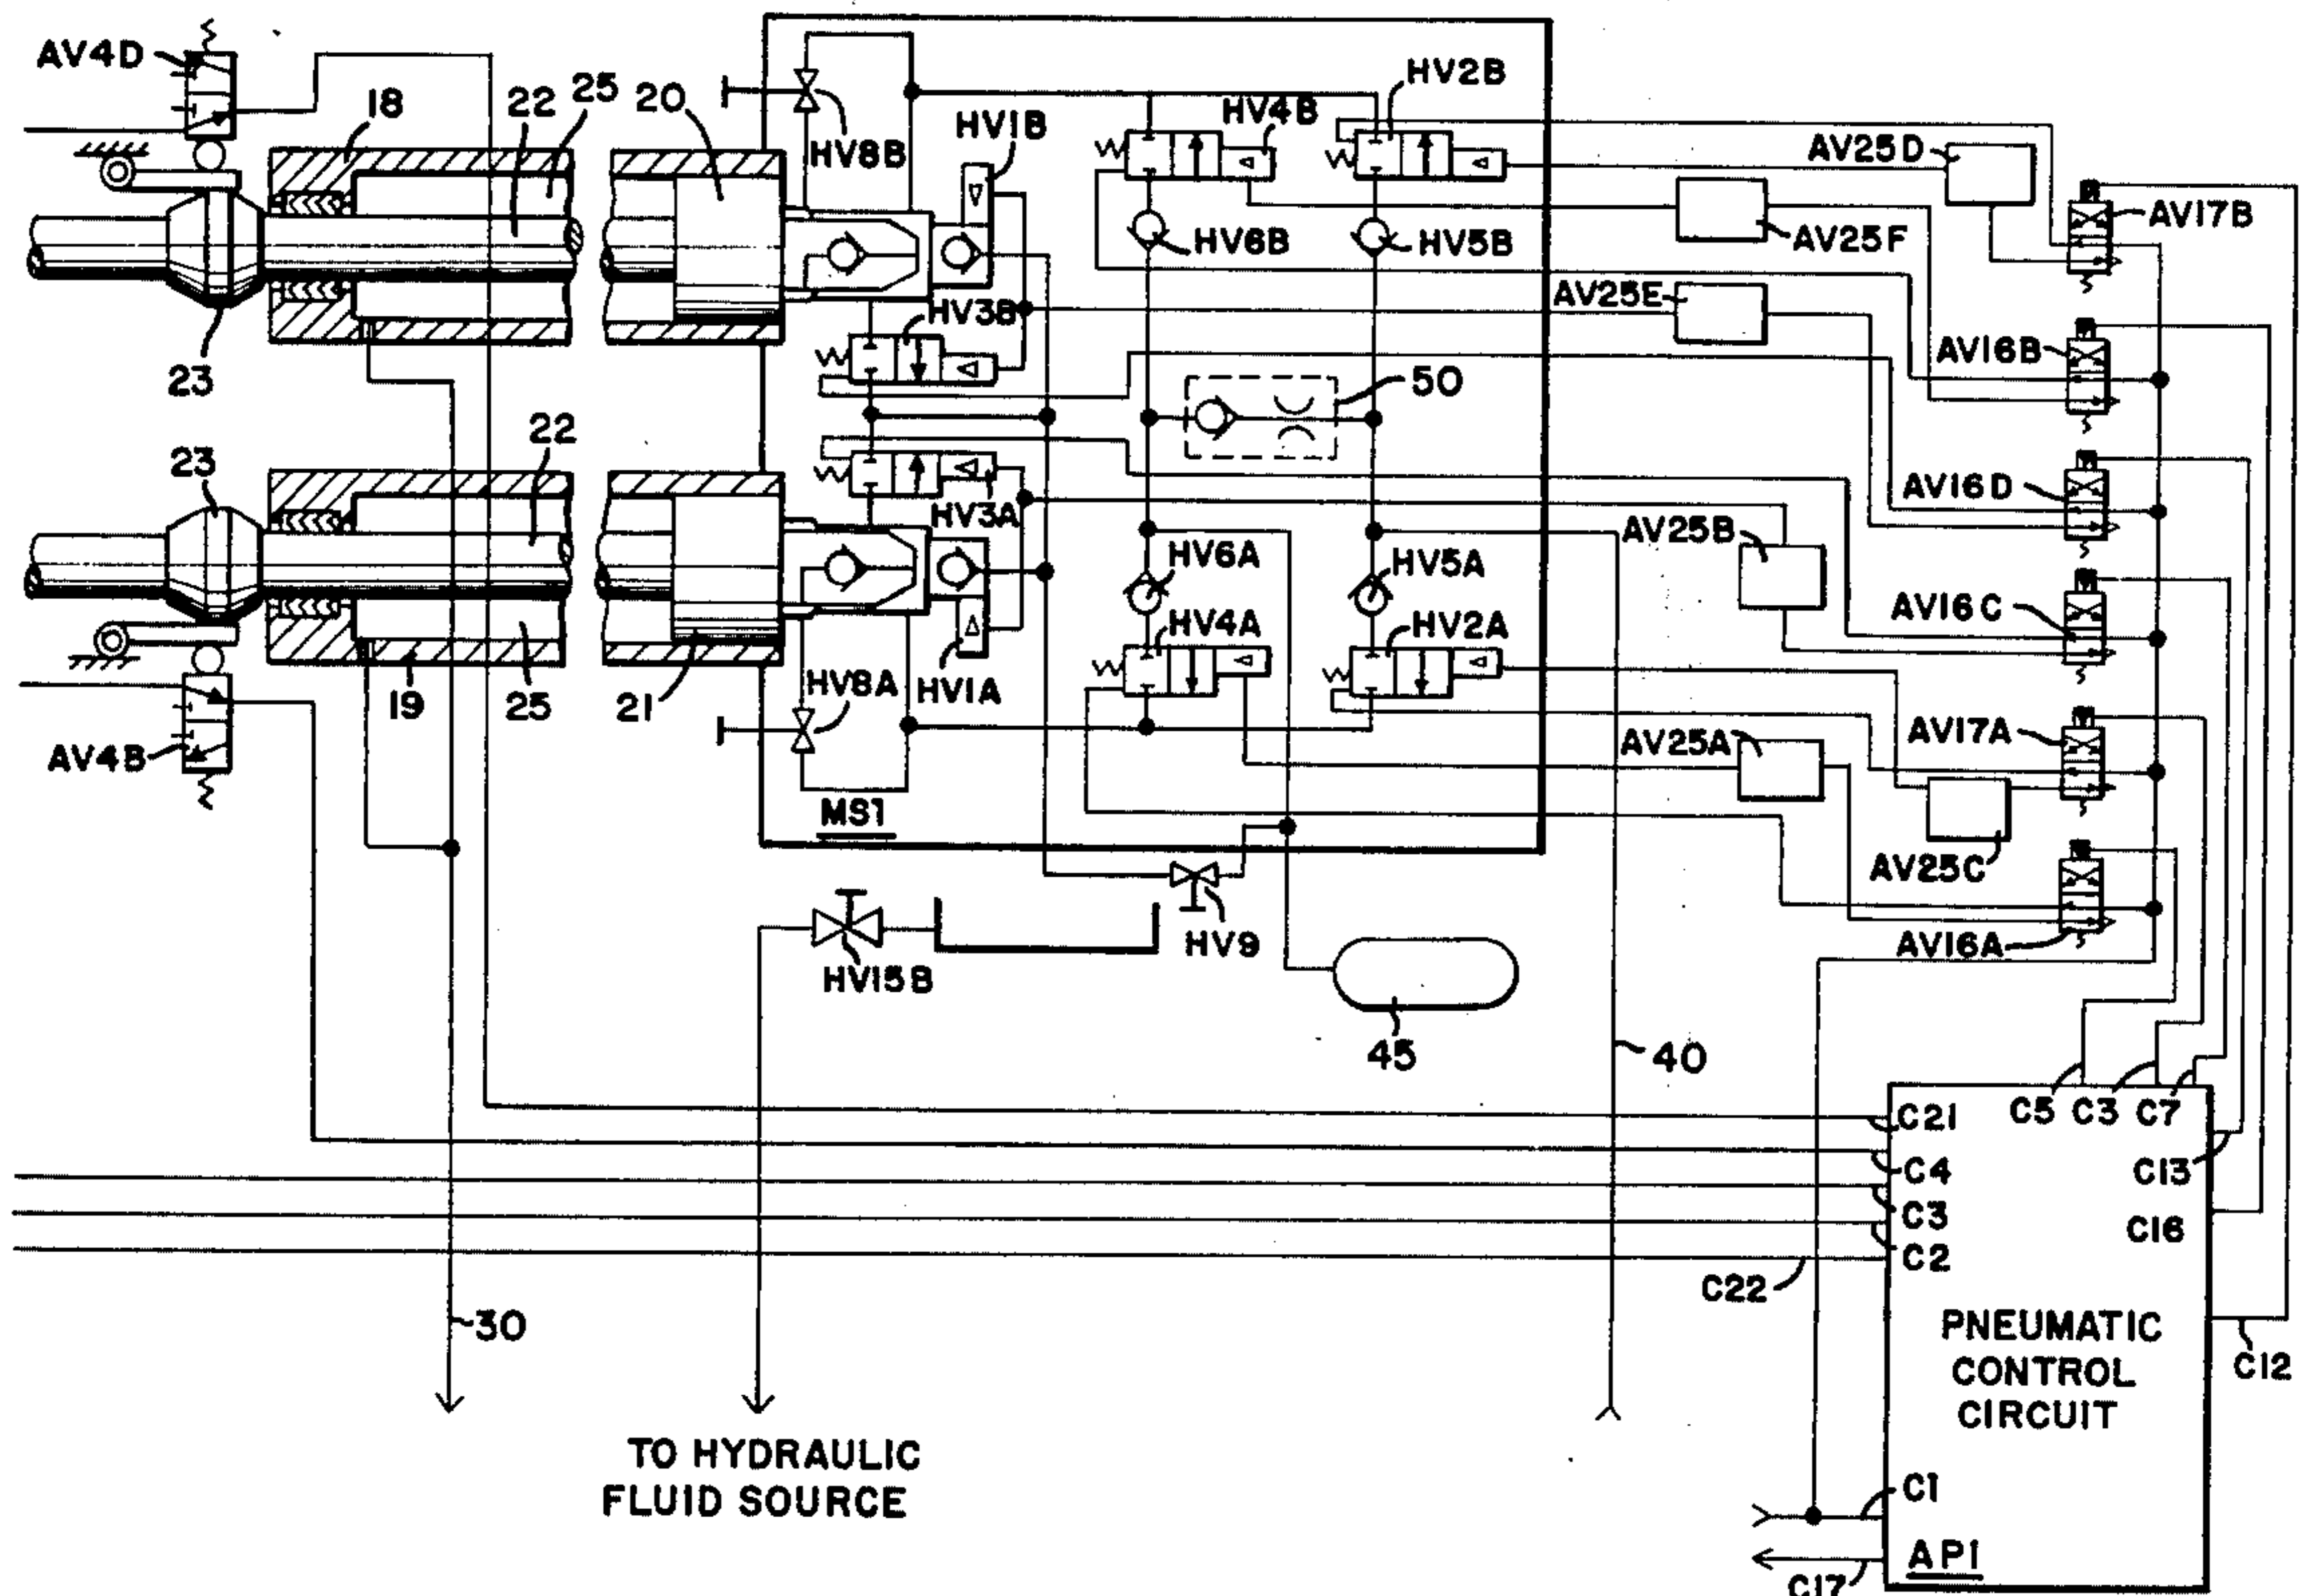 AV4D
18
22
25
20
HV8B
HV1B
HV4B
HV2B
AV25D
AV17B
HV6B
HV5B
AV25F
AV25E
HV3B
AV16B
23
50
22
23
AV16D
HV3A
AV25B
HV6A
HV5A
AV16C
HV4A
HV2A
HV8A
HV1A
19
25
21
AV4B
AV17A
AV25A
MS1
AV25C
HV9
AV16A
HV15B
45
40
C5 C3 C7
C21
C4
C13
C3
C16
C2
C22
30
PNEUMATIC
CONTROL
CIRCUIT
C12
TO HYDRAULIC
FLUID SOURCE
C1
AP1
C17